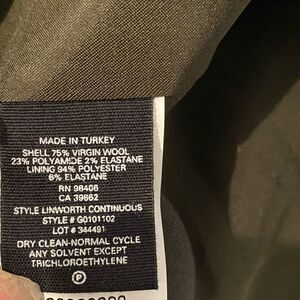 MADE IN TURKEY
SHELL 75% VIRGIN WOOL
23% POLYAMIDE 2% ELASTANE
LINING 94% POLYESTER
6% ELASTANE
RN 98406
CA 39862
STYLE LINWORTH CONTINUOUS
STYLE # G0101102
LOT # 344491
DRY CLEAN-NORMAL CYCLE
ANY SOLVENT EXCEPT
TRICHLOROETHYLENE
P